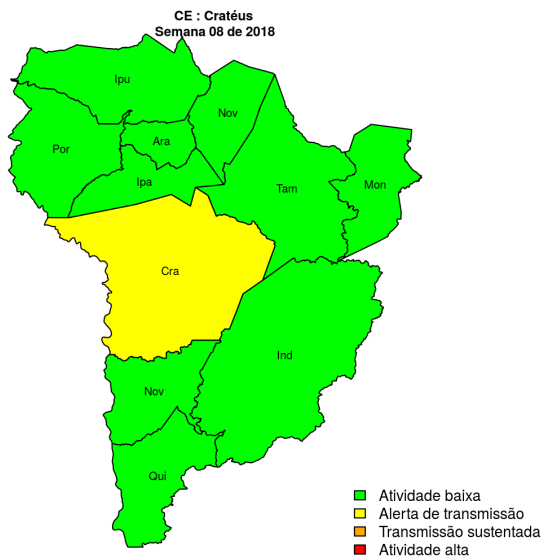 CE : Cratéus
Semana 08 de 2018
Ipu
Nov
Por
Ara
Ipa
Tam
Mon
Cra
Ind
Nov
Qui
Atividade baixa
Alerta de transmissão
Transmissão sustentada
Atividade alta